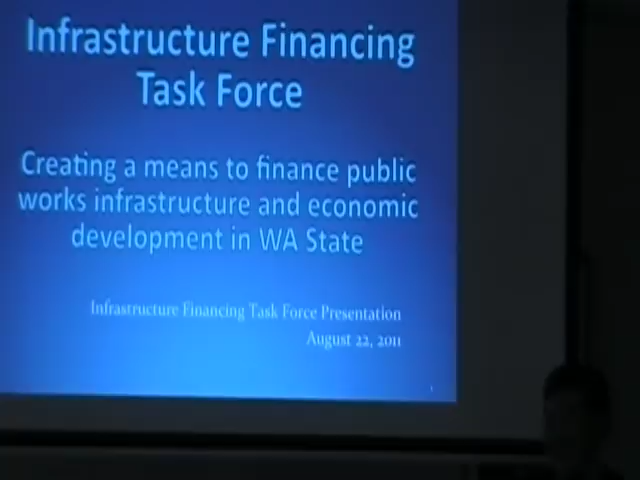 Infrastructure Financing
Task Force
Creating a means to finance public
works infrastructure and economic
development in WA State
Infrastructure Financing Task Force Presentation
August 22, 2011